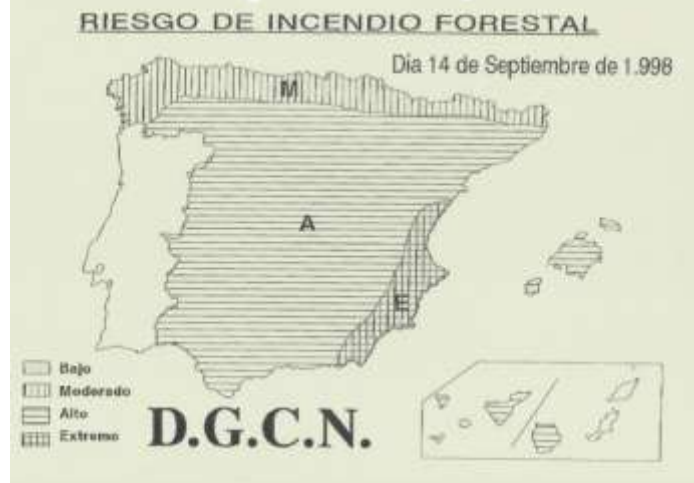 RIESGO DE INCENDIO FORESTAL
Dia 14 de Septiembre de 1.998
M
A
E
Bajo
Moderado
Alto
Extremo
D.G.C.N.